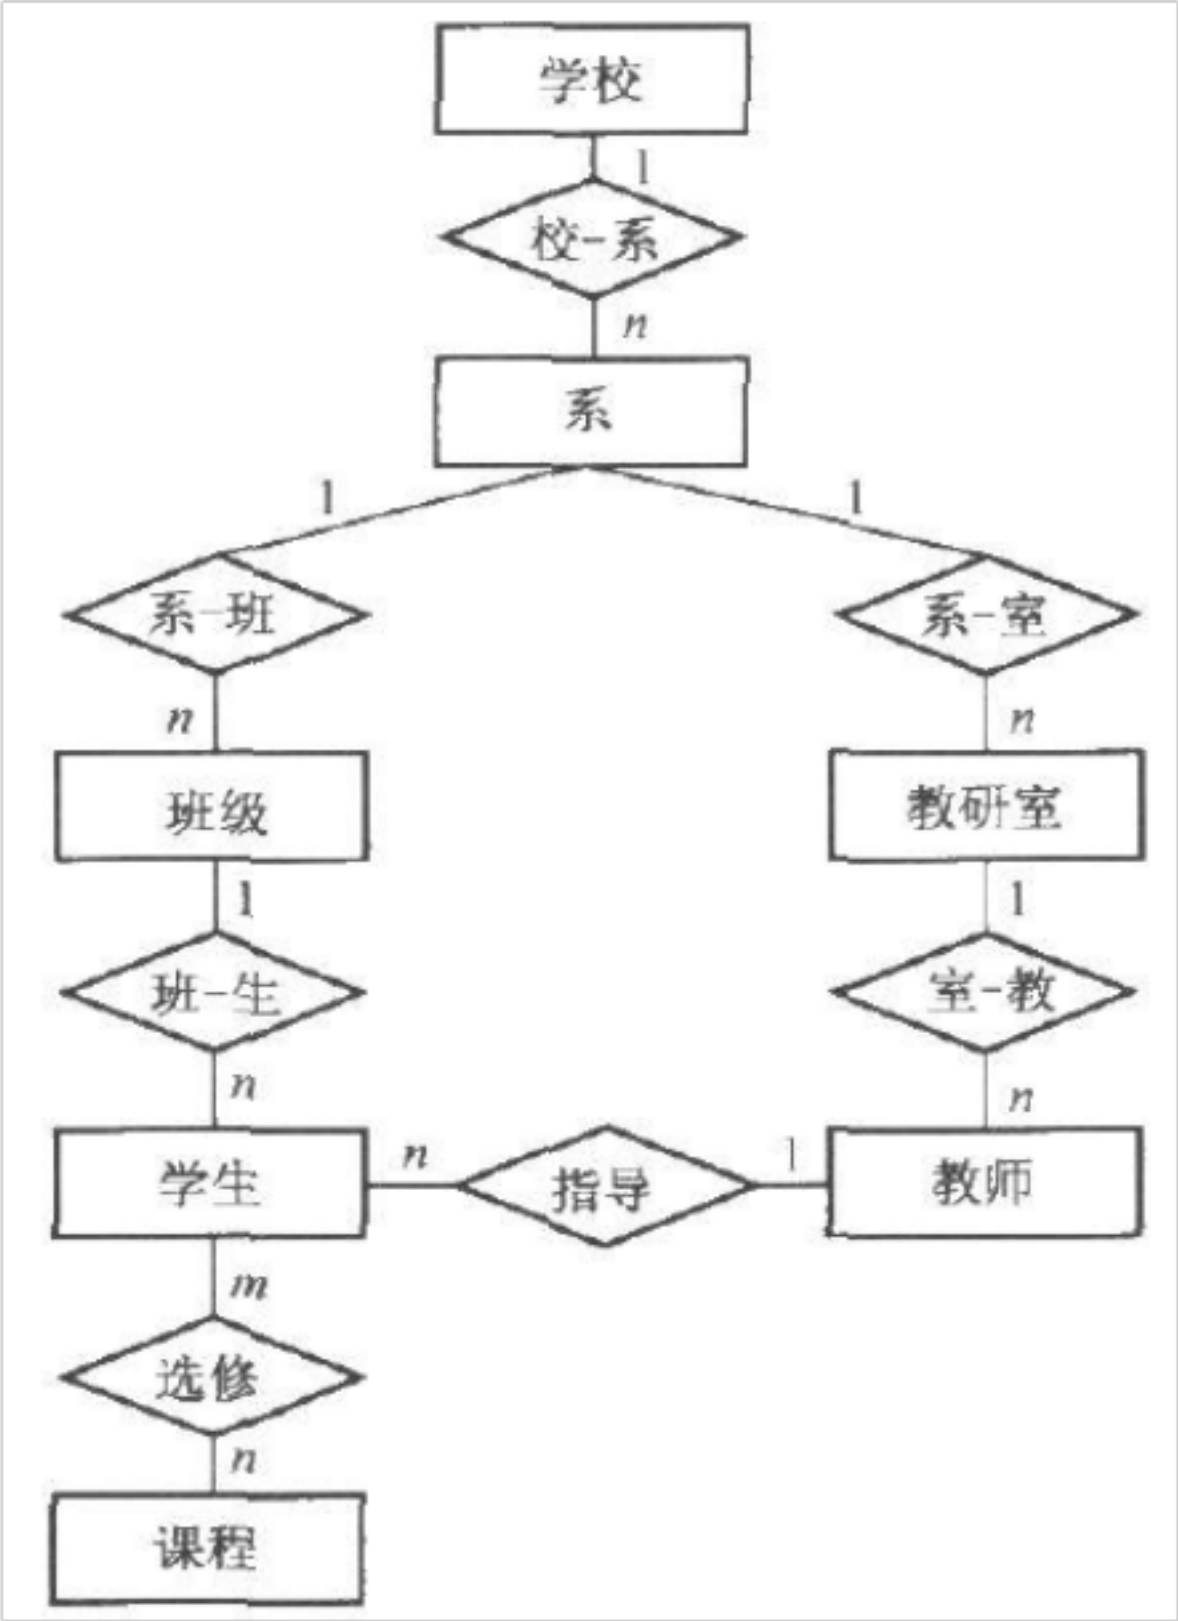 学校
1
校-系
n
系
1 1
系-班 系-室
n n
班级 教研室
1 1
班-生 室-教
n n
学生 n 指导 1 教师
m
选修
n
课程